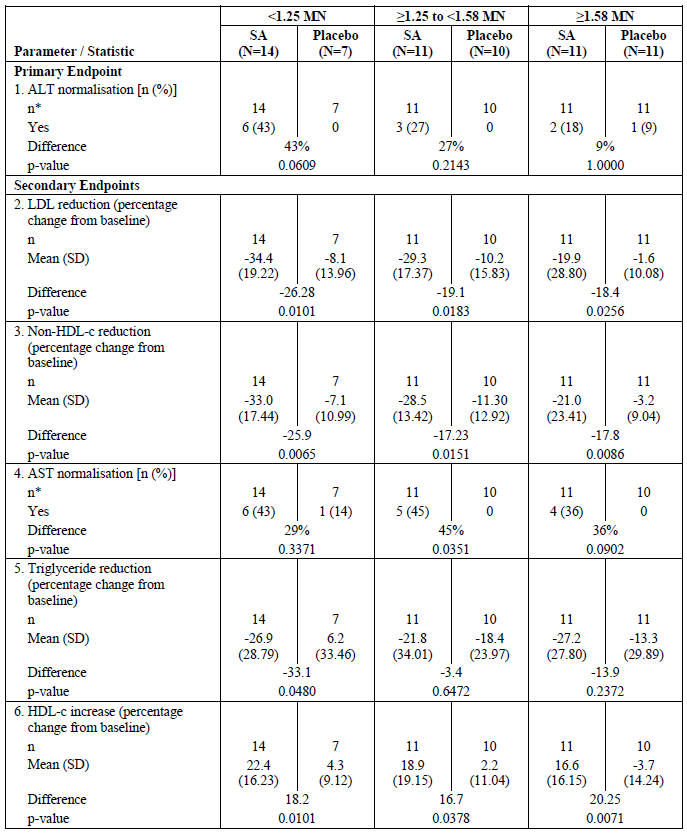 <1.25 MN ≥1.25 to <1.58 MN ≥1.58 MN
Parameter / Statistic SA (N=14) Placebo (N=7) SA (N=11) Placebo (N=10) SA (N=11) Placebo (N=11)
Primary Endpoint
1. ALT normalisation [n (%)]
n* 14 7 11 10 11 11
Yes 6 (43) 0 3 (27) 0 2 (18) 1 (9)
Difference 43% 27% 9%
p-value 0.0609 0.2143 1.0000
Secondary Endpoints
2. LDL reduction (percentage
change from baseline)
n 14 7 11 10 11 11
Mean (SD) -34.4 -8.1 -29.3 -10.2 -19.9 -1.6
(19.22) (13.96) (17.37) (15.83) (28.80) (10.08)
Difference -26.28 -19.1 -18.4
p-value 0.0101 0.0183 0.0256
3. Non-HDL-c reduction
(percentage change from
baseline)
n 14 7 11 10 11 11
Mean (SD) -33.0 -7.1 -28.5 -11.30 -21.0 -3.2
(17.44) (10.99) (13.42) (12.92) (23.41) (9.04)
Difference -25.9 -17.23 -17.8
p-value 0.0065 0.0151 0.0086
4. AST normalisation [n (%)]
n* 14 7 11 10 11 10
Yes 6 (43) 1 (14) 5 (45) 0 4 (36) 0
Difference 29% 45% 36%
p-value 0.3371 0.0351 0.0902
5. Triglyceride reduction
(percentage change from
baseline)
n 14 7 11 10 11 11
Mean (SD) -26.9 6.2 -21.8 -18.4 -27.2 -13.3
(28.79) (33.46) (34.01) (23.97) (27.80) (29.89)
Difference -33.1 -3.4 -13.9
p-value 0.0480 0.6472 0.2372
6. HDL-c increase (percentage
change from baseline)
n 14 7 11 10 11 10
Mean (SD) 22.4 4.3 18.9 2.2 16.6 -3.7
(16.23) (9.12) (19.15) (11.04) (16.15) (14.24)
Difference 18.2 16.7 20.25
p-value 0.0101 0.0378 0.0071